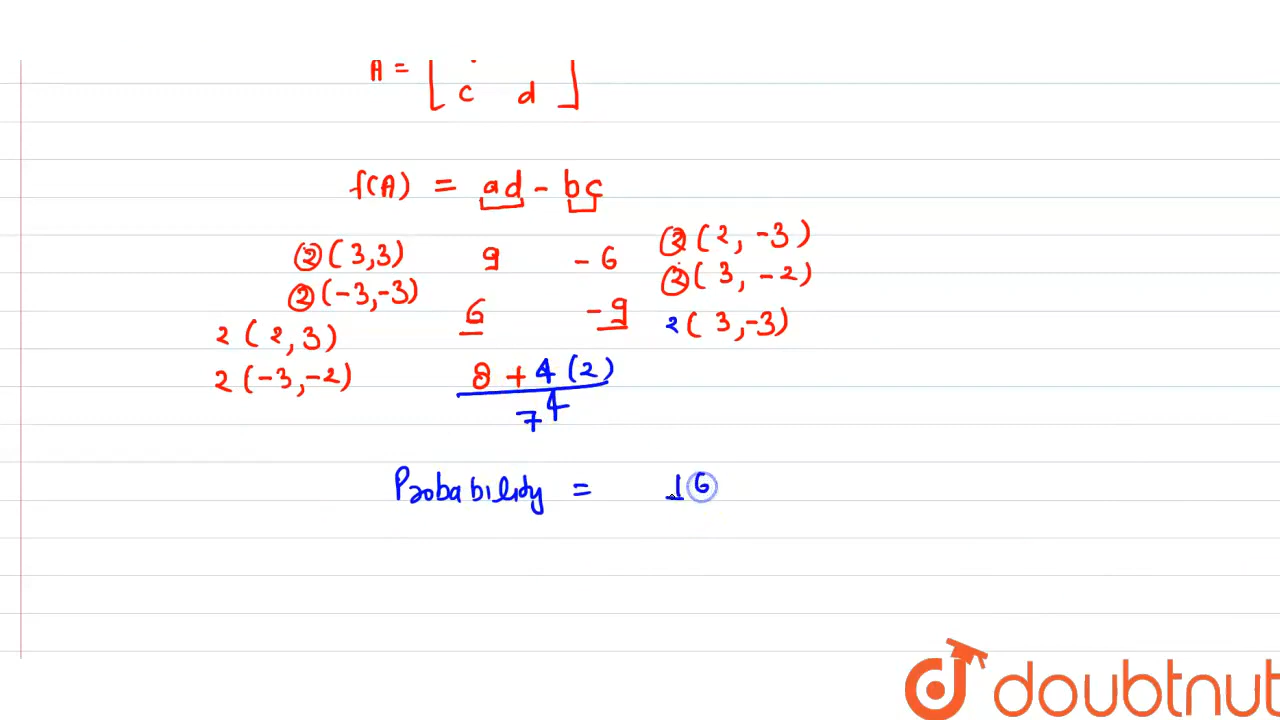 A = [ c d ]
f(A) = ad - bc
② (3,3) 9 - 6 ② (2, -3)
② (-3,-3) ② (3, -2)
6 - 9 2 (3,-3)
2 (2, 3)
2 (-3, -2) 8 + 4 (2)
7^4
Probability = 16
doubtnut